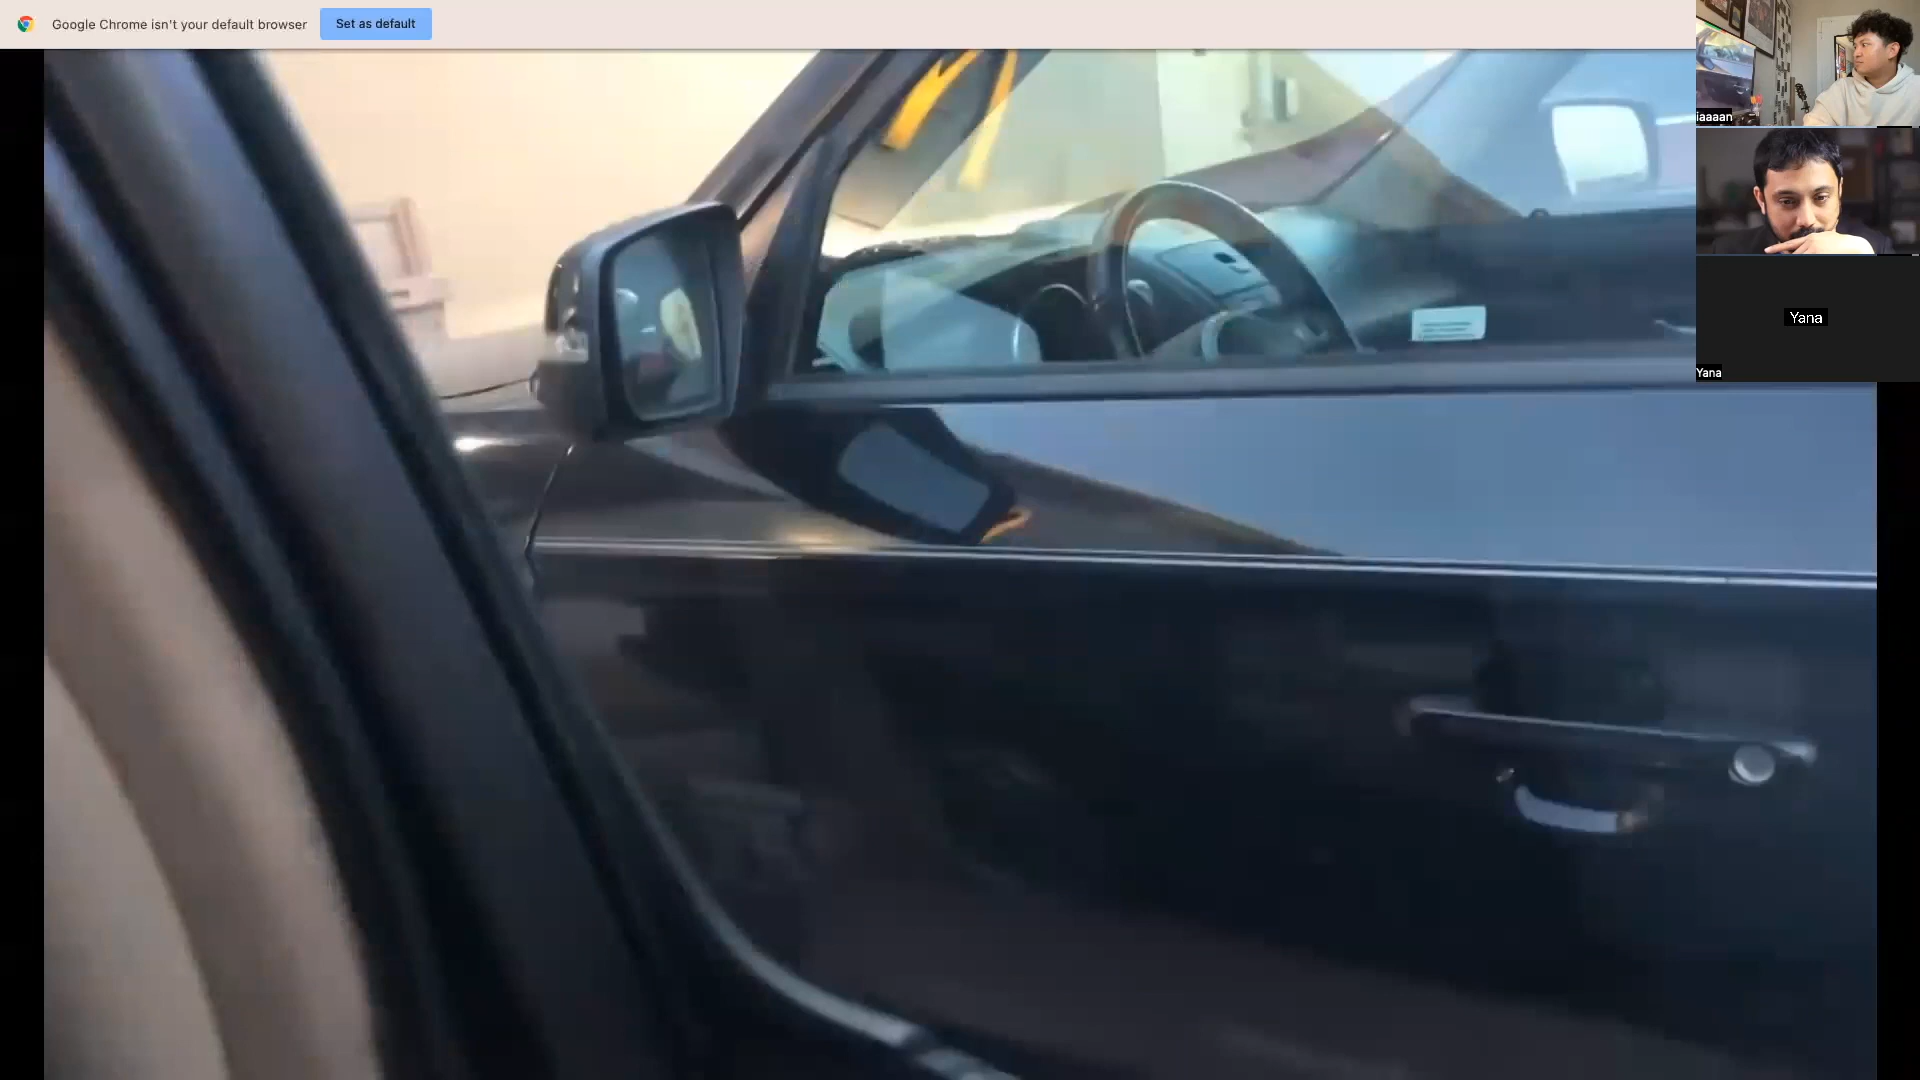 Google Chrome isn't your default browser
Set as default
iaaaan
Yana
Yana